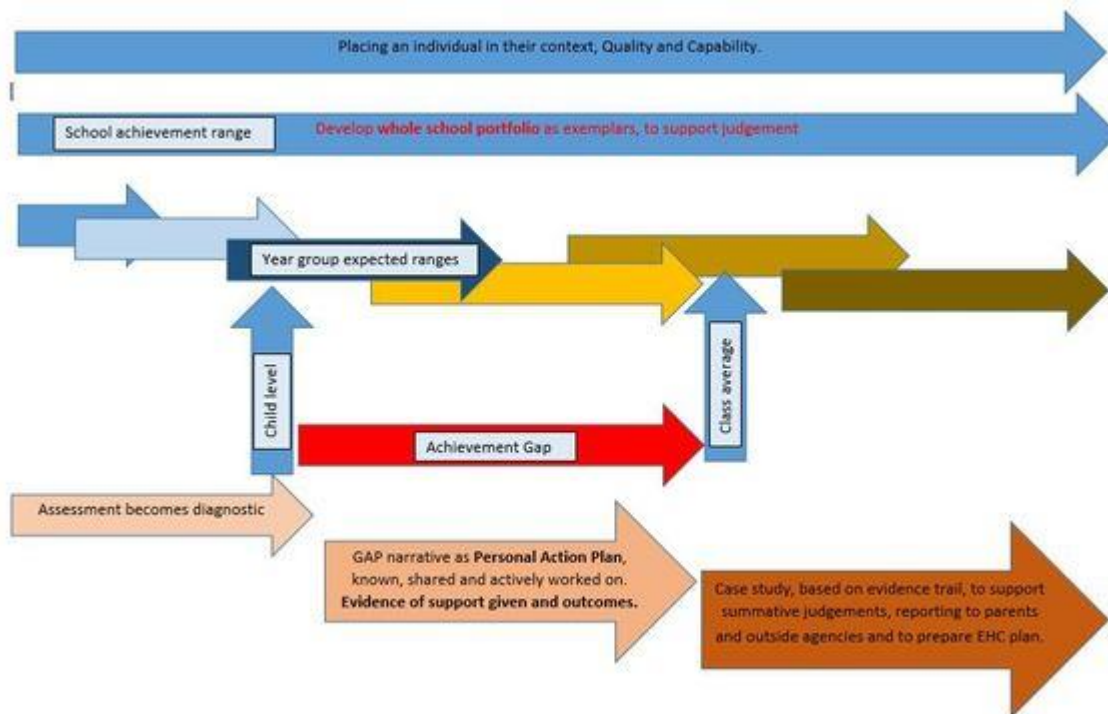 Placing an individual in their context, Quality and Capability.
School achievement range
Develop whole school portfolio as exemplars, to support judgement
Year group expected ranges
Child level
Class average
Achievement Gap
Assessment becomes diagnostic
GAP narrative as Personal Action Plan,
known, shared and actively worked on.
Evidence of support given and outcomes.
Case study, based on evidence trail, to support
summative judgements, reporting to parents
and outside agencies and to prepare EHC plan.